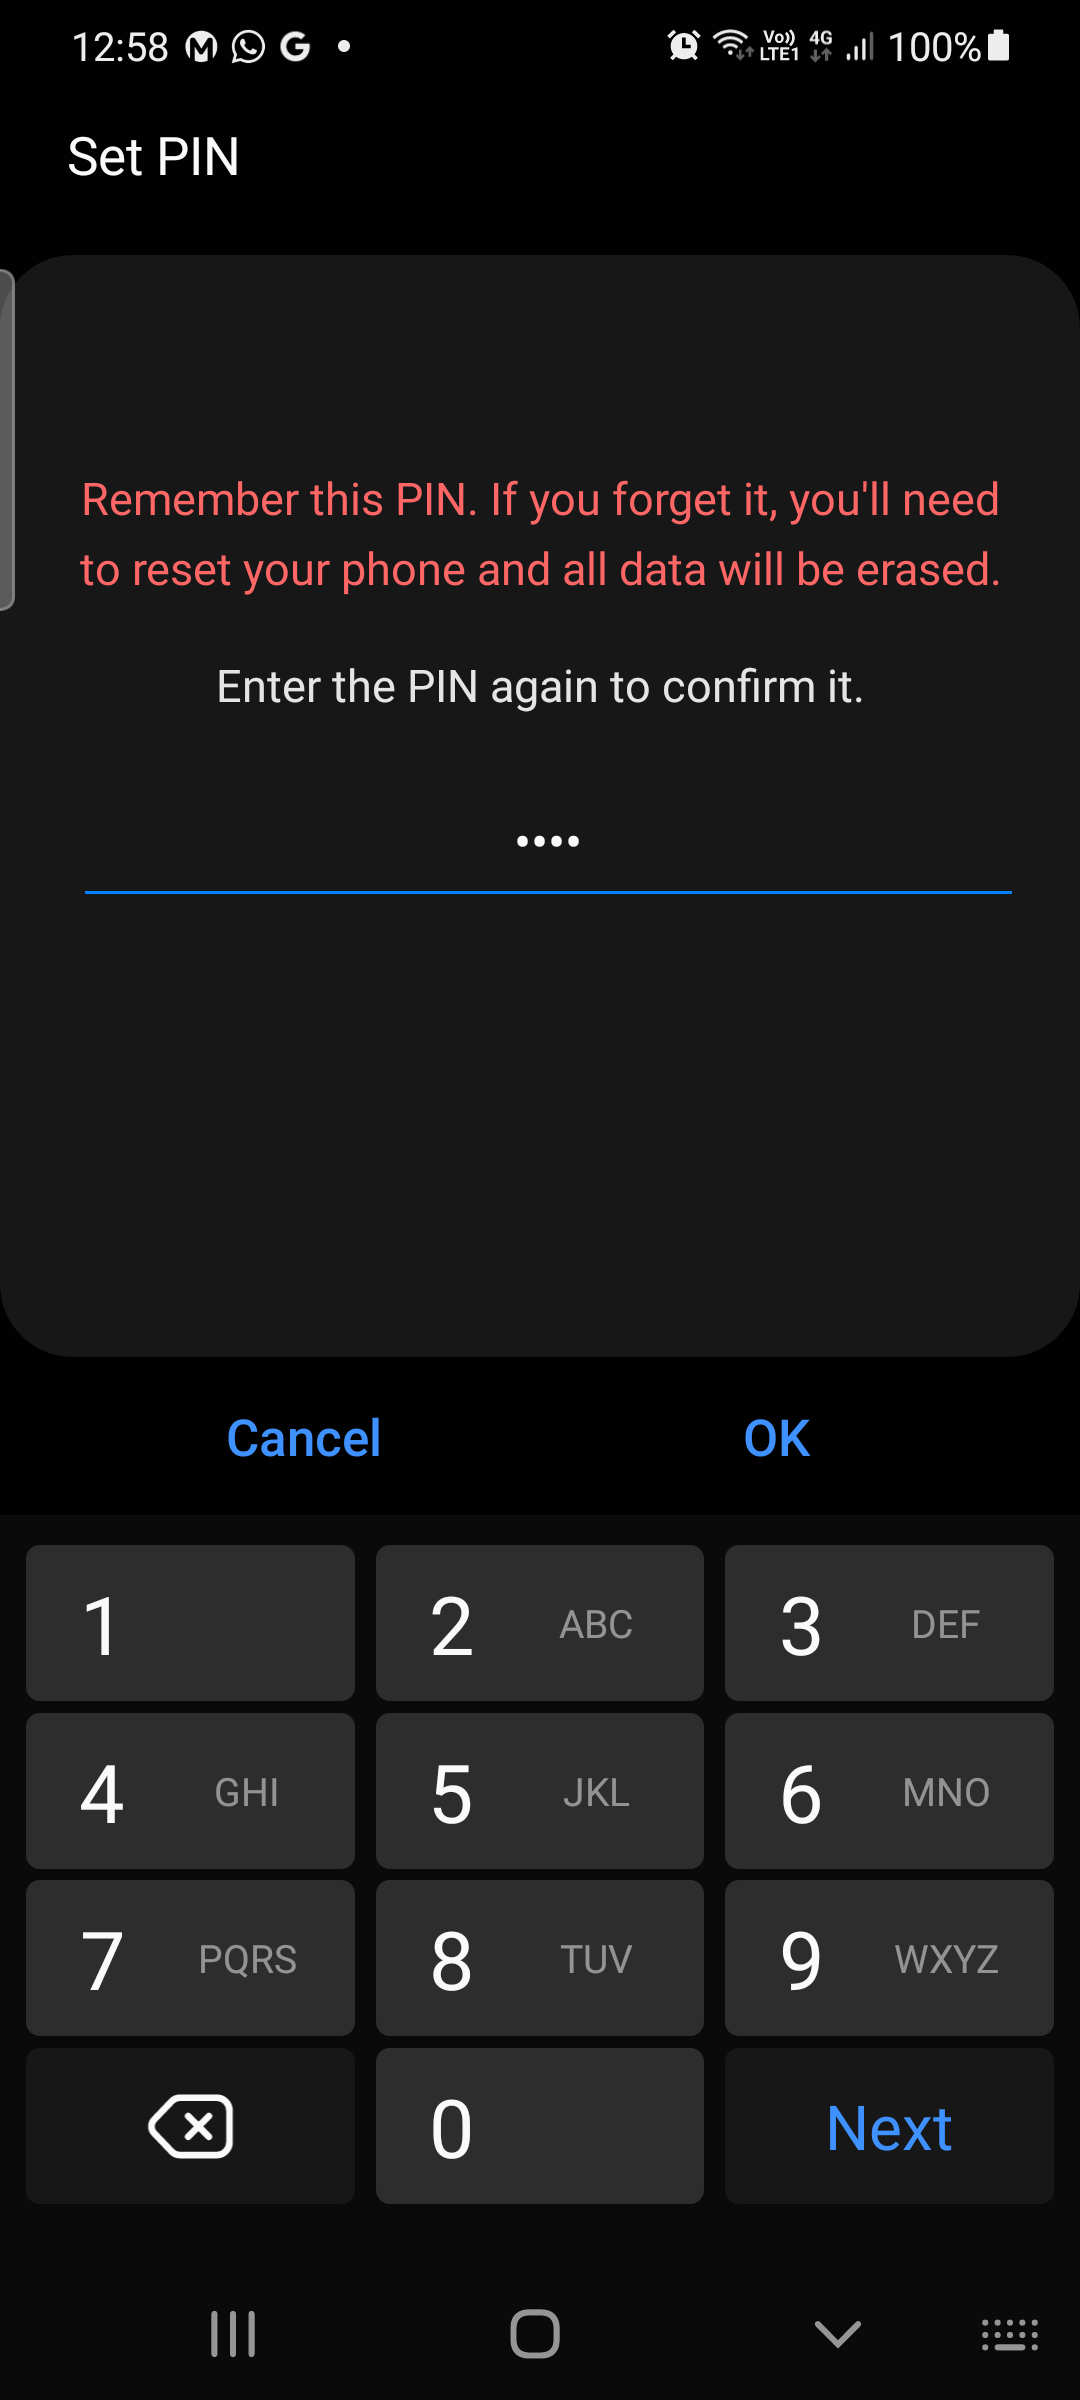 12:58 Vo)) LTE1 4G 100%
Set PIN
Remember this PIN. If you forget it, you'll need
to reset your phone and all data will be erased.
Enter the PIN again to confirm it.
••••
Cancel OK
1 2 ABC 3 DEF
4 GHI 5 JKL 6 MNO
7 PQRS 8 TUV 9 WXYZ
0 Next